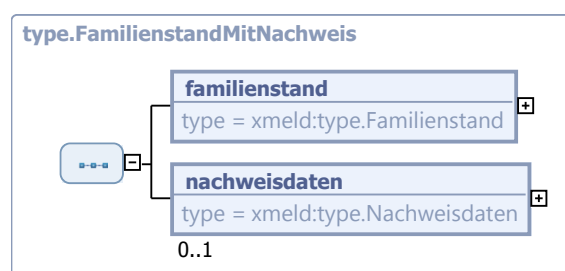 type.FamilienstandMitNachweis
familienstand
type = xmeld:type.Familienstand
nachweisdaten
type = xmeld:type.Nachweisdaten
0..1